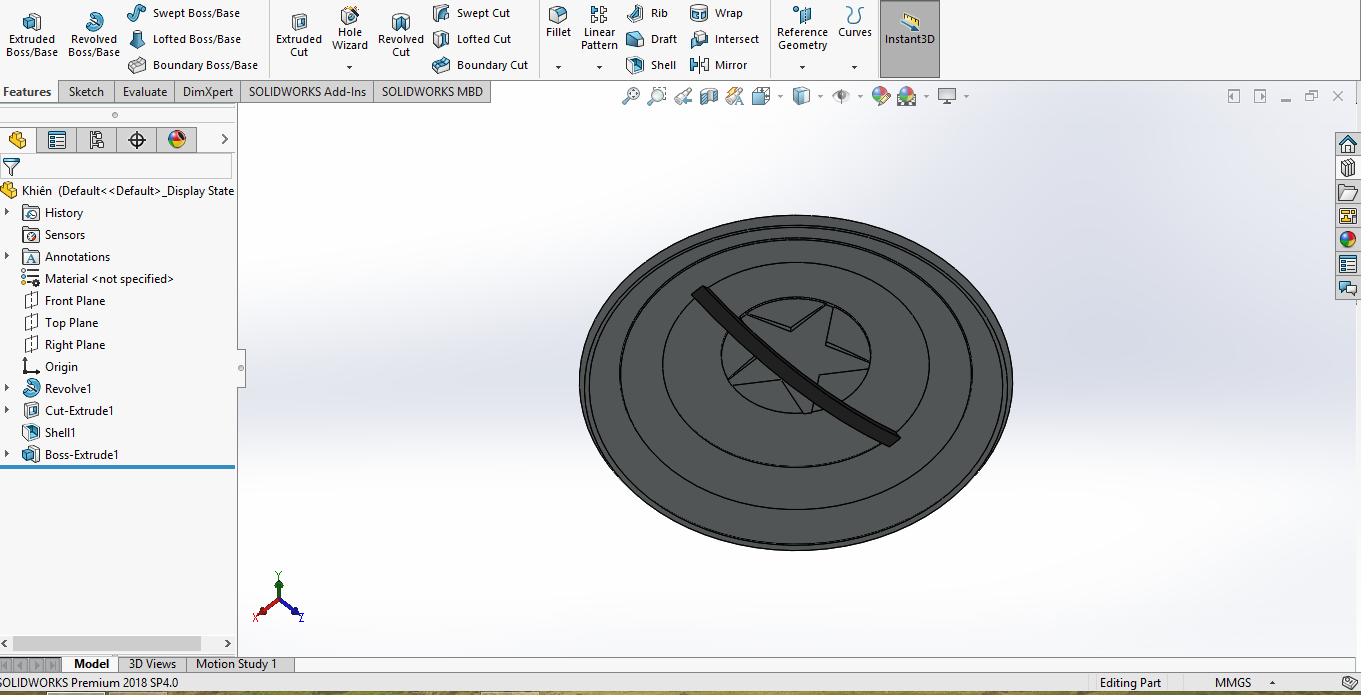 Extruded Boss/Base
Revolved Boss/Base
Swept Boss/Base
Lofted Boss/Base
Boundary Boss/Base
Extruded Cut
Hole Wizard
Revolved Cut
Swept Cut
Lofted Cut
Boundary Cut
Fillet
Linear Pattern
Rib
Draft
Shell
Wrap
Intersect
Mirror
Reference Geometry
Curves
Instant3D
Features
Sketch
Evaluate
DimXpert
SOLIDWORKS Add-Ins
SOLIDWORKS MBD
Khiên (Default<<Default>_Display State
History
Sensors
A Annotations
Material <not specified>
Front Plane
Top Plane
Right Plane
Origin
Revolve1
Cut-Extrude1
Shell1
Boss-Extrude1
Y
X
Z
Model
3D Views
Motion Study 1
SOLIDWORKS Premium 2018 SP4.0
Editing Part
MMGS